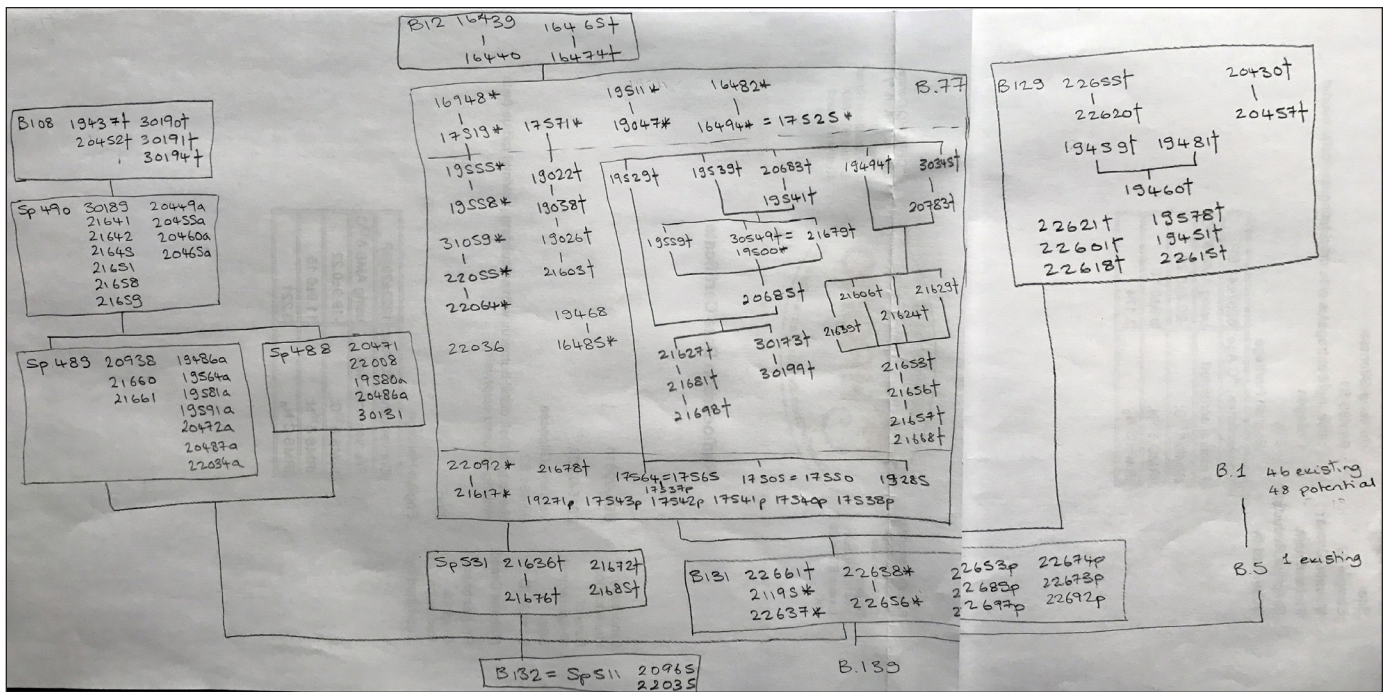 B12 16439 16465†
16440 16474†
B108 19437† 30190†
20452† 30191†
30194†
Sp490 30189 20449a
21641 20455a
21642 20460a
21645 20465a
21651
21658
21659
Sp489 20938 19486a
21660 19564a
21661 19581a
19591a
20472a
20487a
22034a
Sp488 20471
22008
19580a
20486a
30131
B.77
16948* 19511* 16482*
17519* 17571* 19047* 16494* = 17525*
19555* 19022† 19529† 19539† 20683† 19494† 30345†
19558* 19038† 19541† 20783†
31059* 19026† 19559† 30549† = 21679†
19500*
22055* 21603†
22064* 19468 20685† 21606† 21629†
21639† 21624†
22036 16485* 21627† 30173† 21653†
21681† 30199† 21656†
21698† 21657†
21668†
22092* 21678† 17564 = 17565 17505 = 17550 19285
17537p
21617* 19271p 17543p 17542p 17541p 17540p 17538p
B129 22655† 20430†
22620† 20457†
19459† 19481†
19460†
22621† 19578†
22601† 19451†
22618† 22615†
Sp531 21636† 21672†
21676† 21685†
B131 22661† 22638* 22653p 22674p
21195* 22685p 22673p
22637* 22656* 22697p 22692p
B.1 46 existing
48 potential
B.5 1 existing
B132 = Sp511 20965
22035
B.139